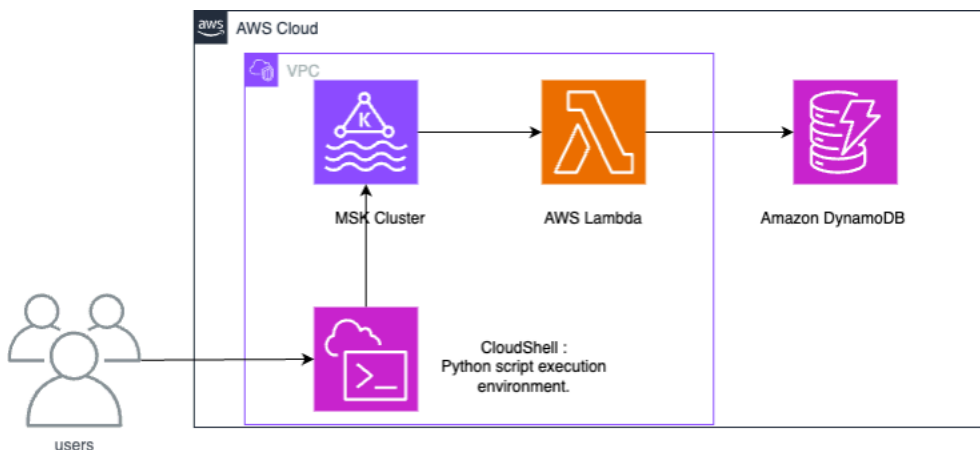 aws
AWS Cloud
VPC
K
MSK Cluster
AWS Lambda
Amazon DynamoDB
CloudShell :
Python script execution
environment.
users